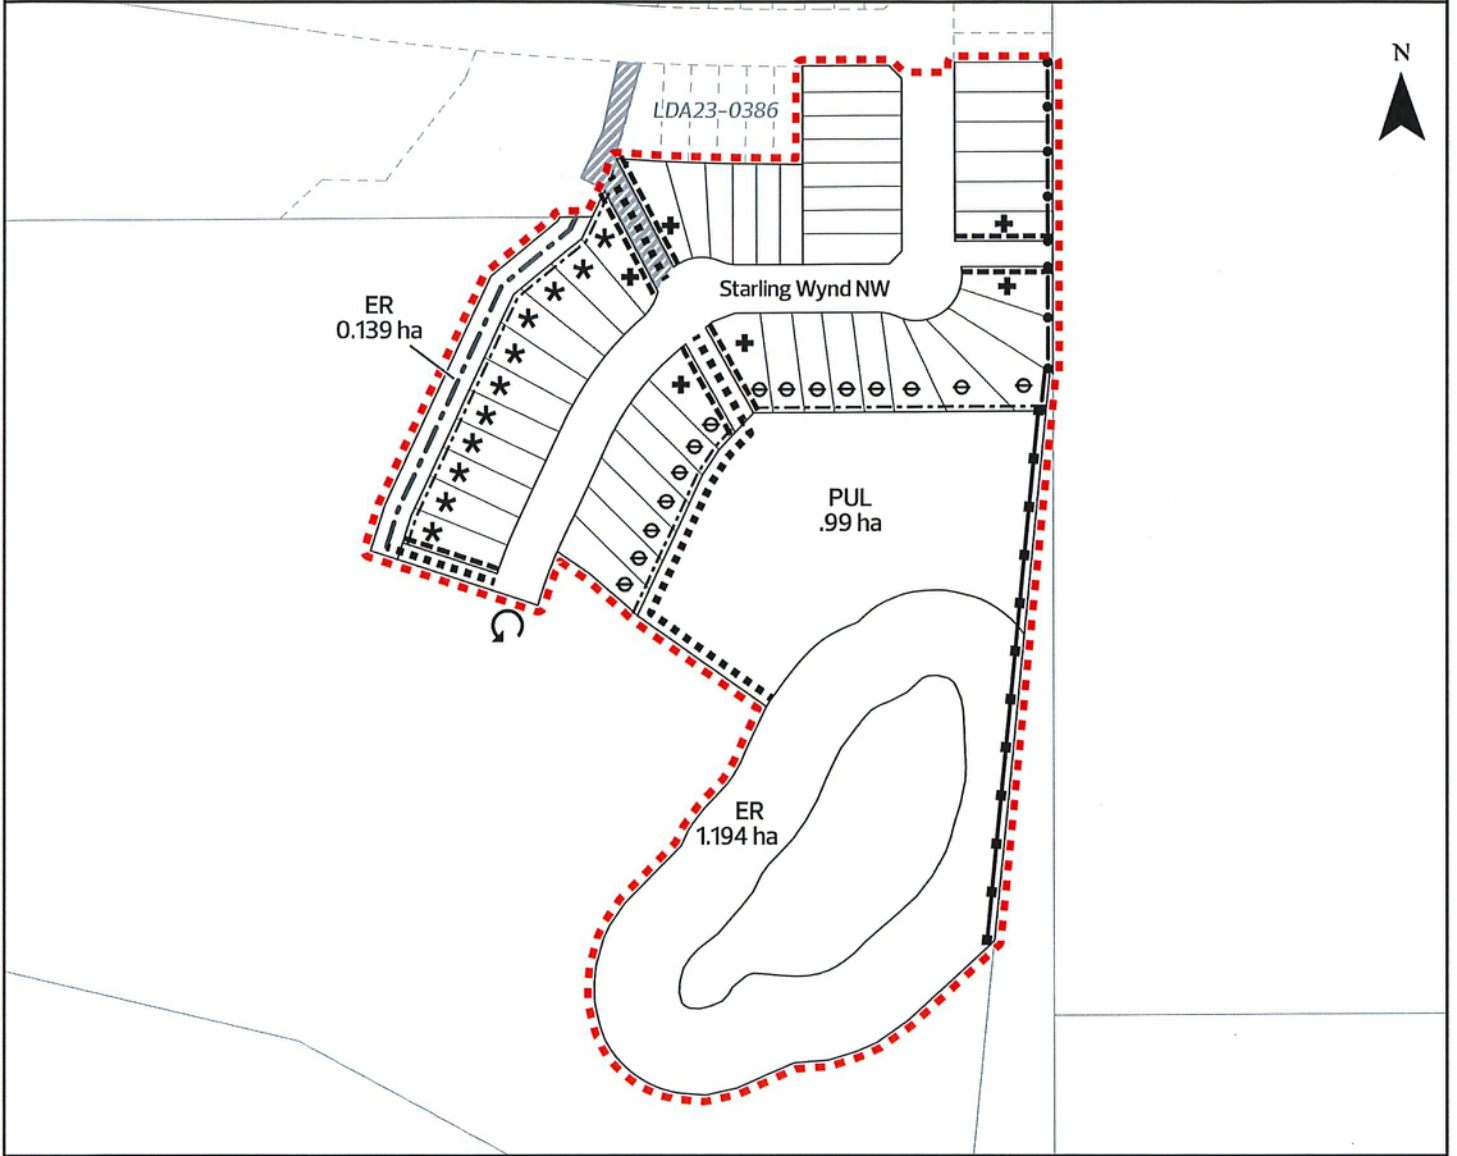 N
LDA23-0386
Starling Wynd NW
ER
0.139 ha
PUL
.99 ha
ER
1.194 ha